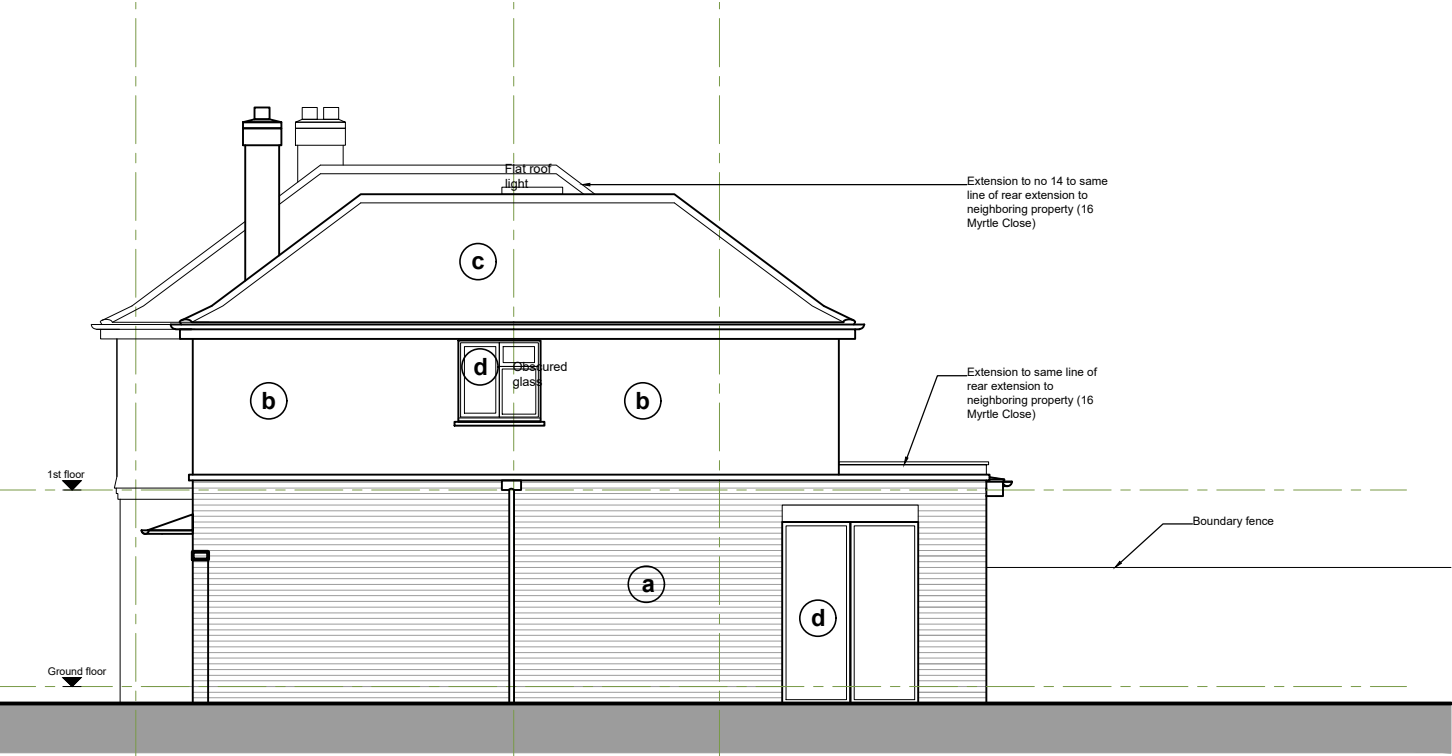 Flat roof
light
Extension to no 14 to same
line of rear extension to
neighboring property (16
Myrtle Close)
c
d
Obscured
glass
b
b
Extension to same line of
rear extension to
neighboring property (16
Myrtle Close)
1st floor
Boundary fence
a
d
Ground floor